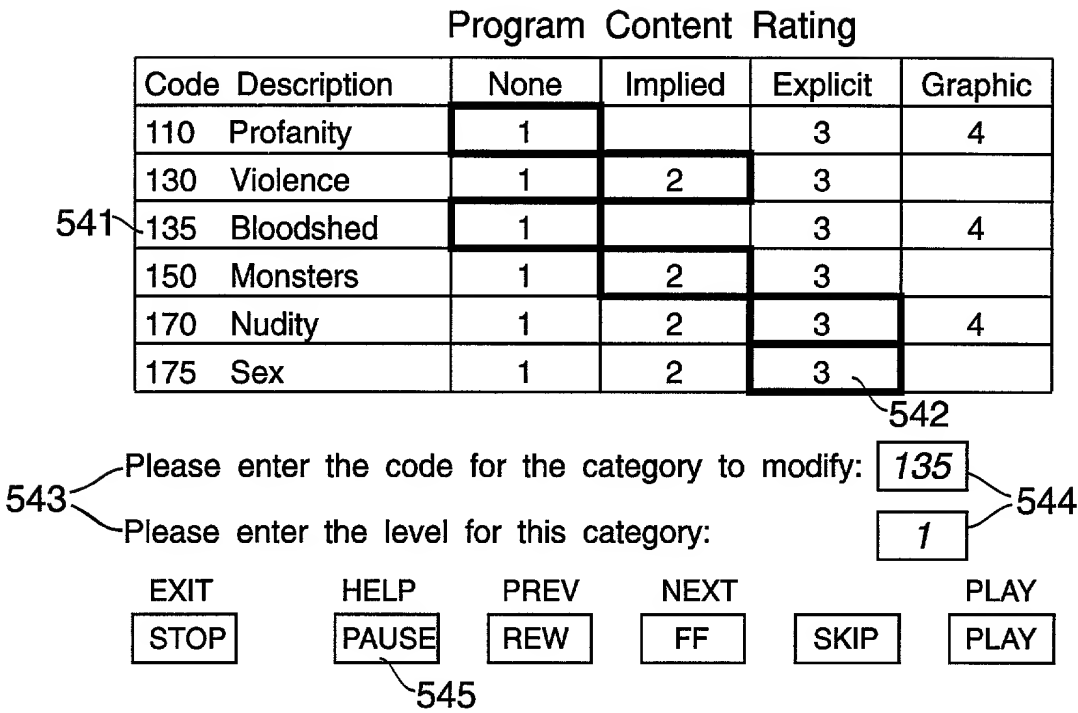 Program Content Rating
Code Description None Implied Explicit Graphic
110 Profanity 1 3 4
130 Violence 1 2 3
541 135 Bloodshed 1 3 4
150 Monsters 1 2 3
170 Nudity 1 2 3 4
175 Sex 1 2 3
542
Please enter the code for the category to modify: 135
543 544
Please enter the level for this category: 1
EXIT HELP PREV NEXT PLAY
STOP PAUSE REW FF SKIP PLAY
545